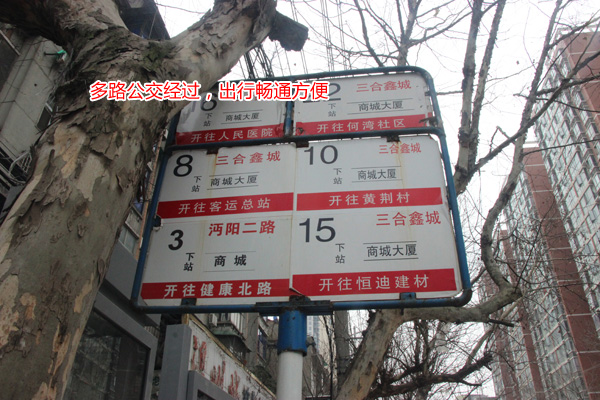 多路公交经过，出行畅通方便
三合鑫城
商城大厦
开往人民医院
2
三合鑫城
商城大厦
开往何湾社区
8
下站
三合鑫城
商城大厦
开往客运总站
10
下站
三合鑫城
商城大厦
开往黄荆村
3
下站
沔阳二路
商城
开往健康北路
15
下站
三合鑫城
商城大厦
开往恒迪建材